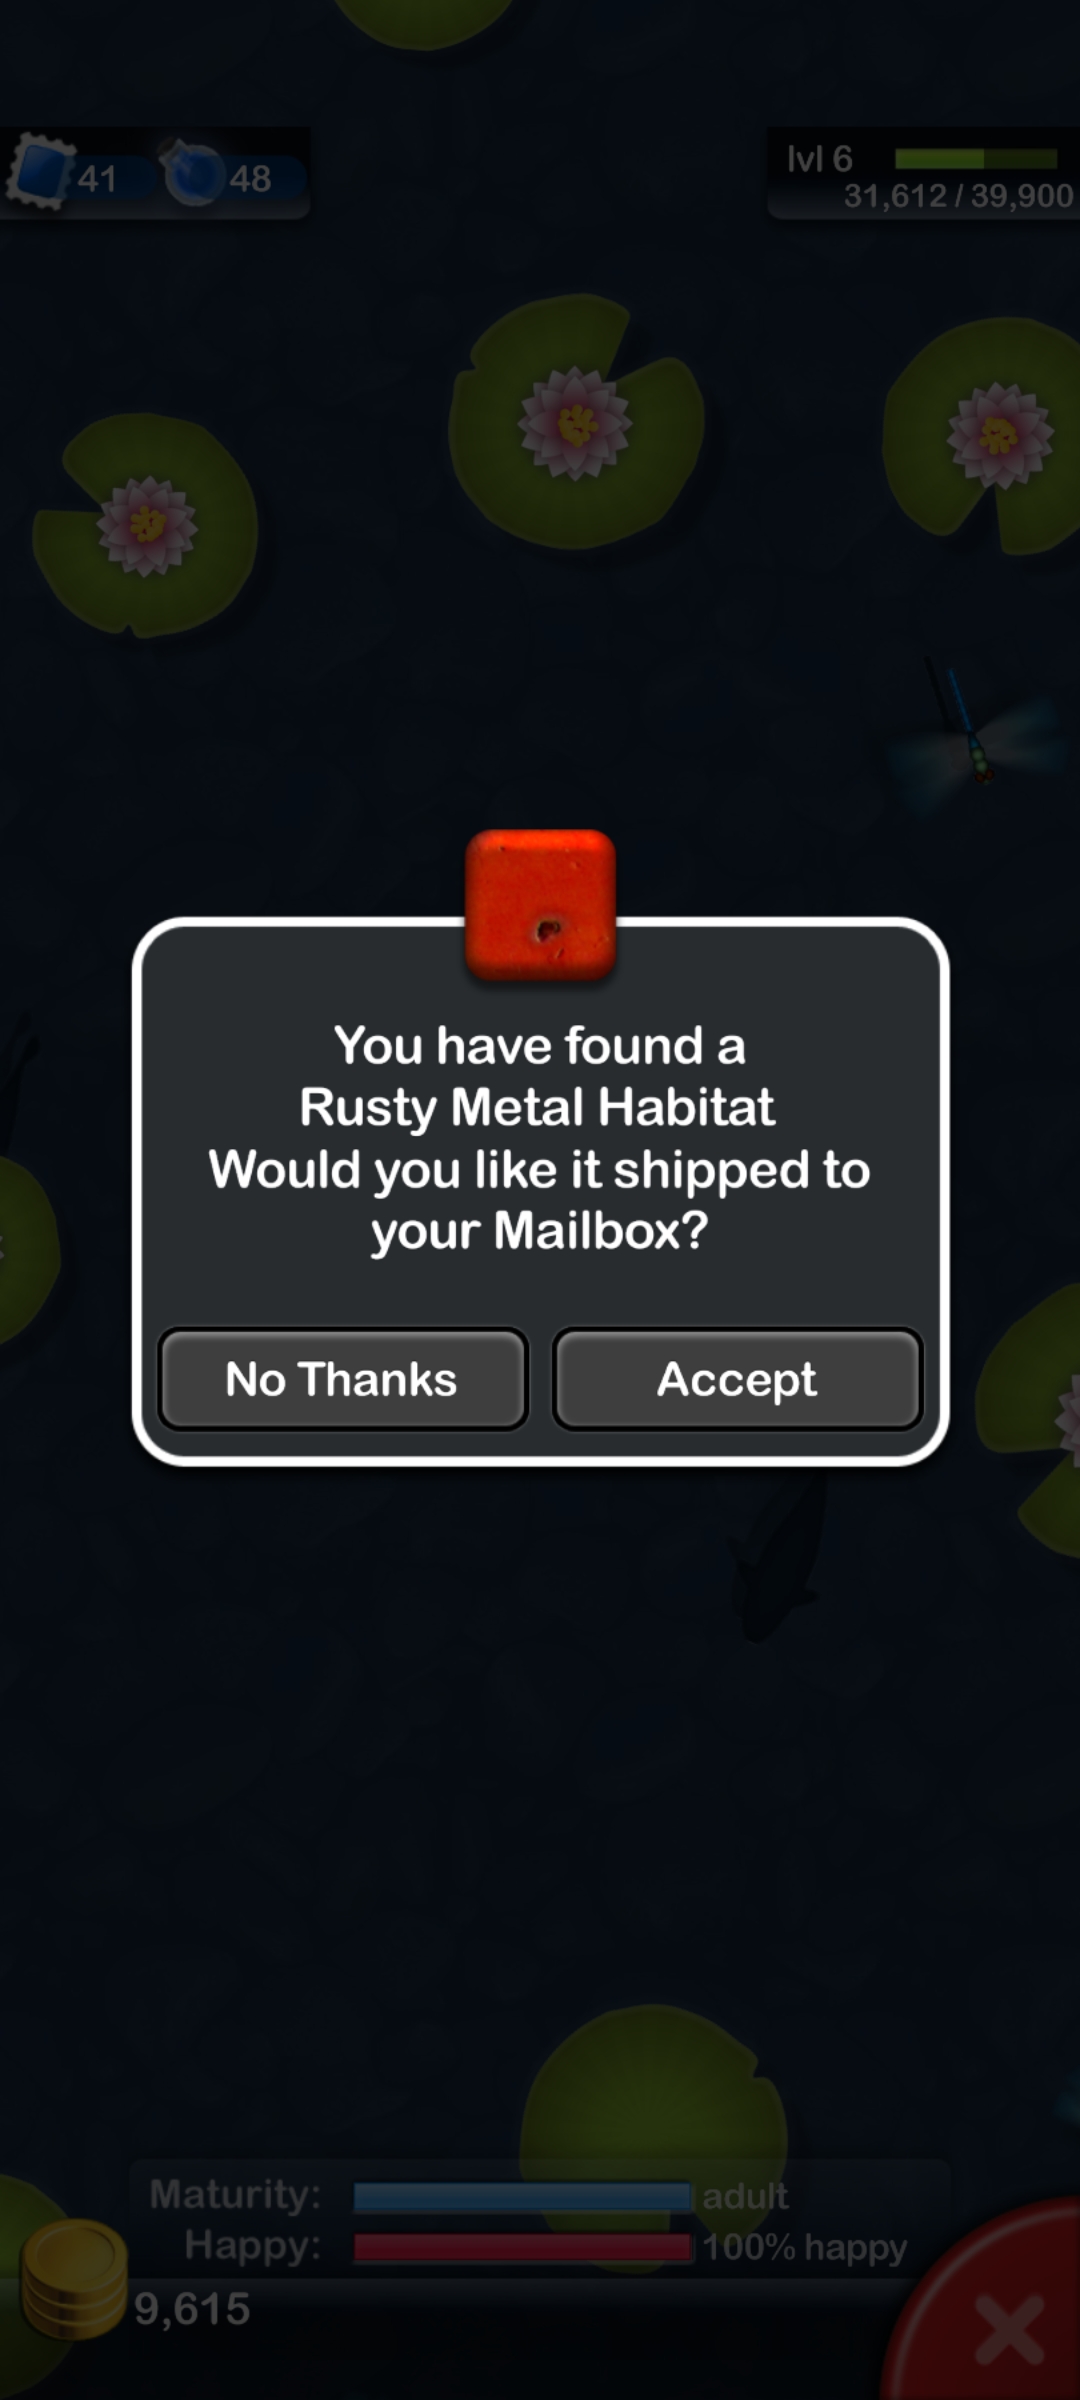 41
48
lvl 6
31,612 / 39,900
You have found a
Rusty Metal Habitat
Would you like it shipped to
your Mailbox?
No Thanks
Accept
Maturity:
adult
Happy:
100% happy
9,615